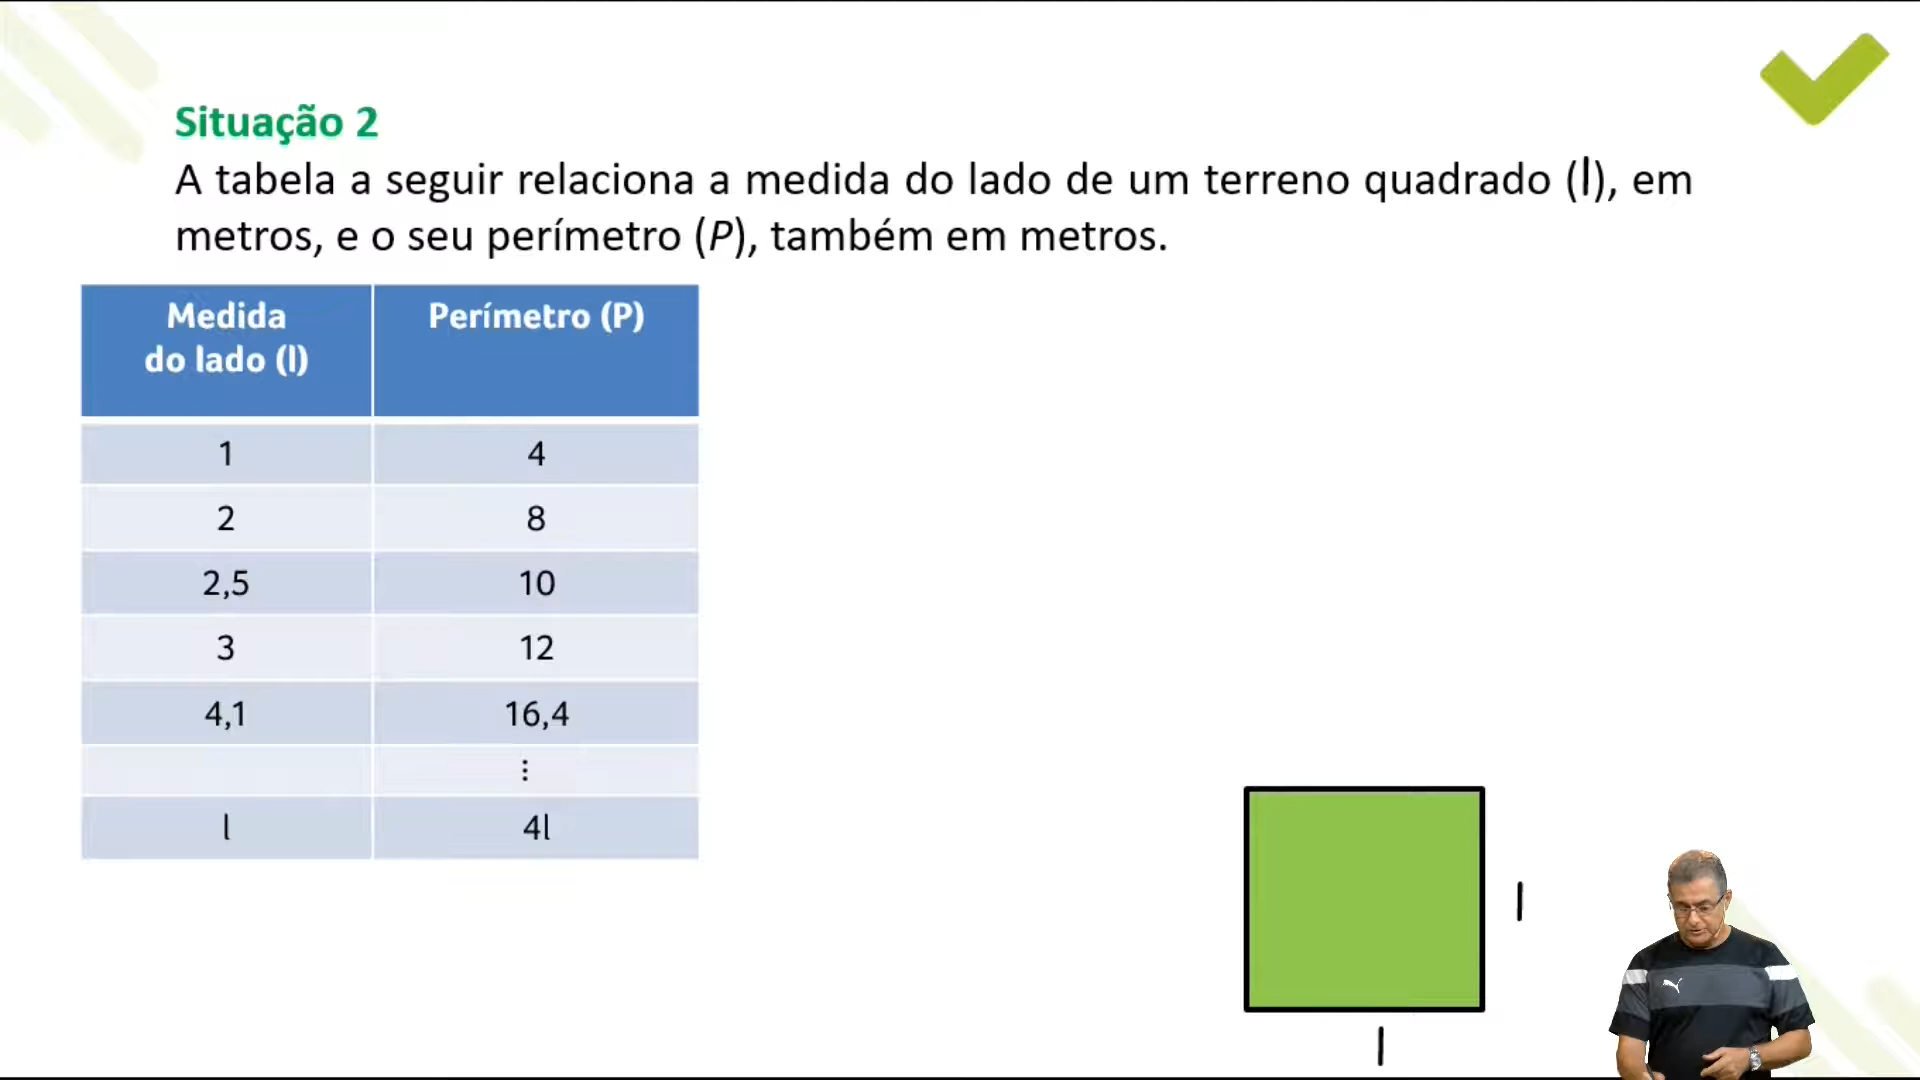 Situação 2
A tabela a seguir relaciona a medida do lado de um terreno quadrado (l), em
metros, e o seu perímetro (P), também em metros.
Medida
do lado (l)
Perímetro (P)
1 4
2 8
2,5 10
3 12
4,1 16,4
⋮
l 4l
l
l